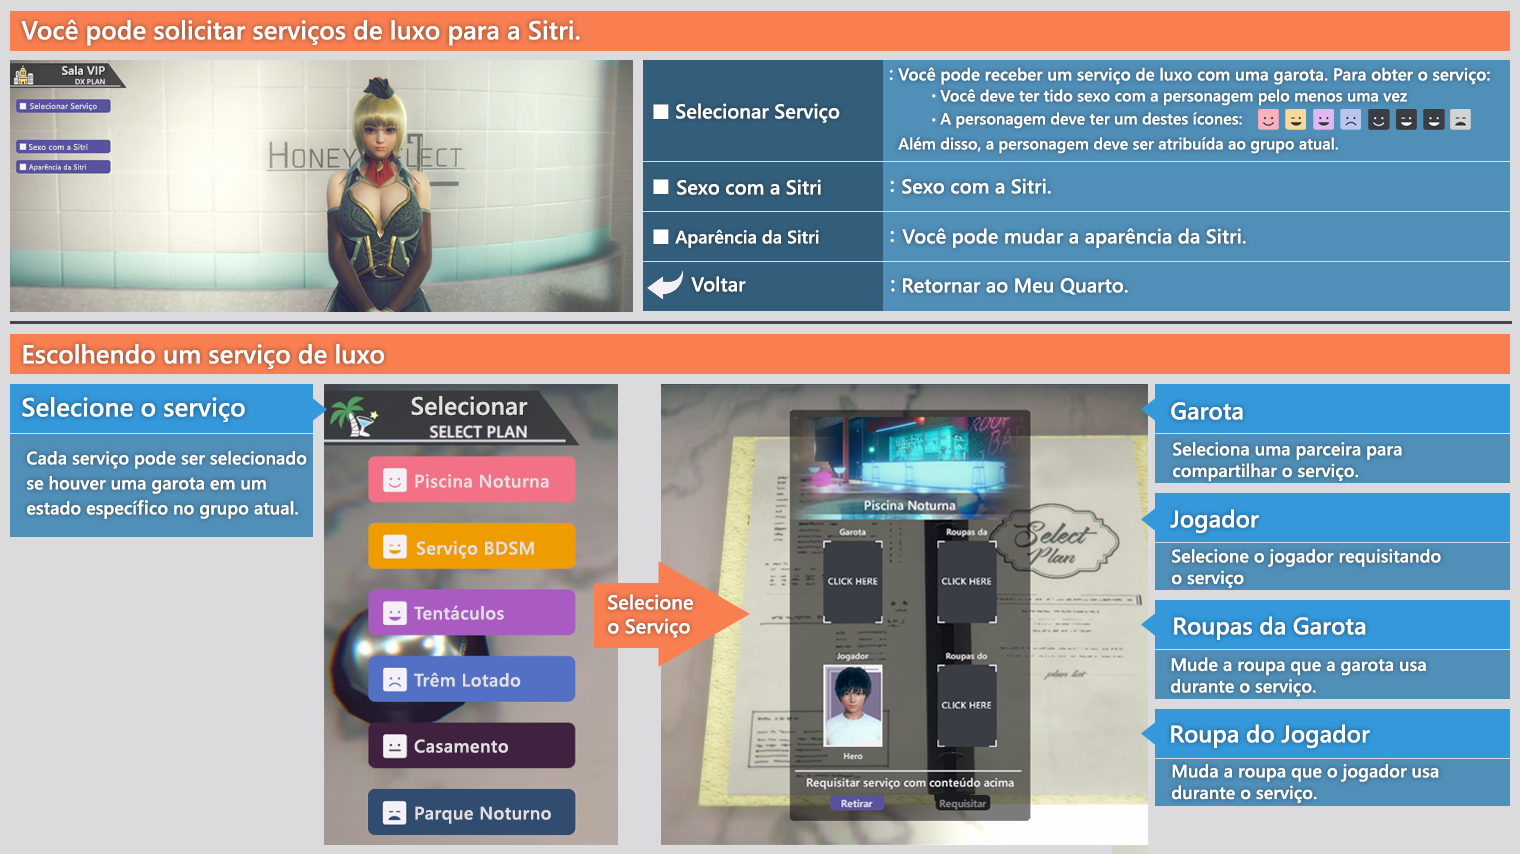 Você pode solicitar serviços de luxo para a Sitri.
Sala VIP
DX PLAN
Selecionar Serviço
Sexo com a Sitri
Aparência da Sitri
HONEY SELECT
Selecionar Serviço
: Você pode receber um serviço de luxo com uma garota. Para obter o serviço:
• Você deve ter tido sexo com a personagem pelo menos uma vez
• A personagem deve ter um destes ícones:
Além disso, a personagem deve ser atribuída ao grupo atual.
Sexo com a Sitri
: Sexo com a Sitri.
Aparência da Sitri
: Você pode mudar a aparência da Sitri.
Voltar
: Retornar ao Meu Quarto.
Escolhendo um serviço de luxo
Selecione o serviço
Cada serviço pode ser selecionado
se houver uma garota em um
estado específico no grupo atual.
Selecionar
SELECT PLAN
Piscina Noturna
Serviço BDSM
Tentáculos
Trêm Lotado
Casamento
Parque Noturno
Selecione
o Serviço
Piscina Noturna
Garota
Roupas da
CLICK HERE
CLICK HERE
Jogador
Roupas do
CLICK HERE
Hero
Requisitar serviço com conteúdo acima
Retirar
Requisitar
Select
Plan
plan list
Garota
Seleciona uma parceira para
compartilhar o serviço.
Jogador
Selecione o jogador requisitando
o serviço
Roupas da Garota
Mude a roupa que a garota usa
durante o serviço.
Roupa do Jogador
Muda a roupa que o jogador usa
durante o serviço.